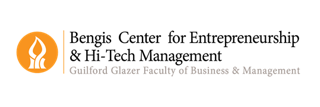 Bengis Center for Entrepreneurship
& Hi-Tech Management
Guilford Glazer Faculty of Business & Management